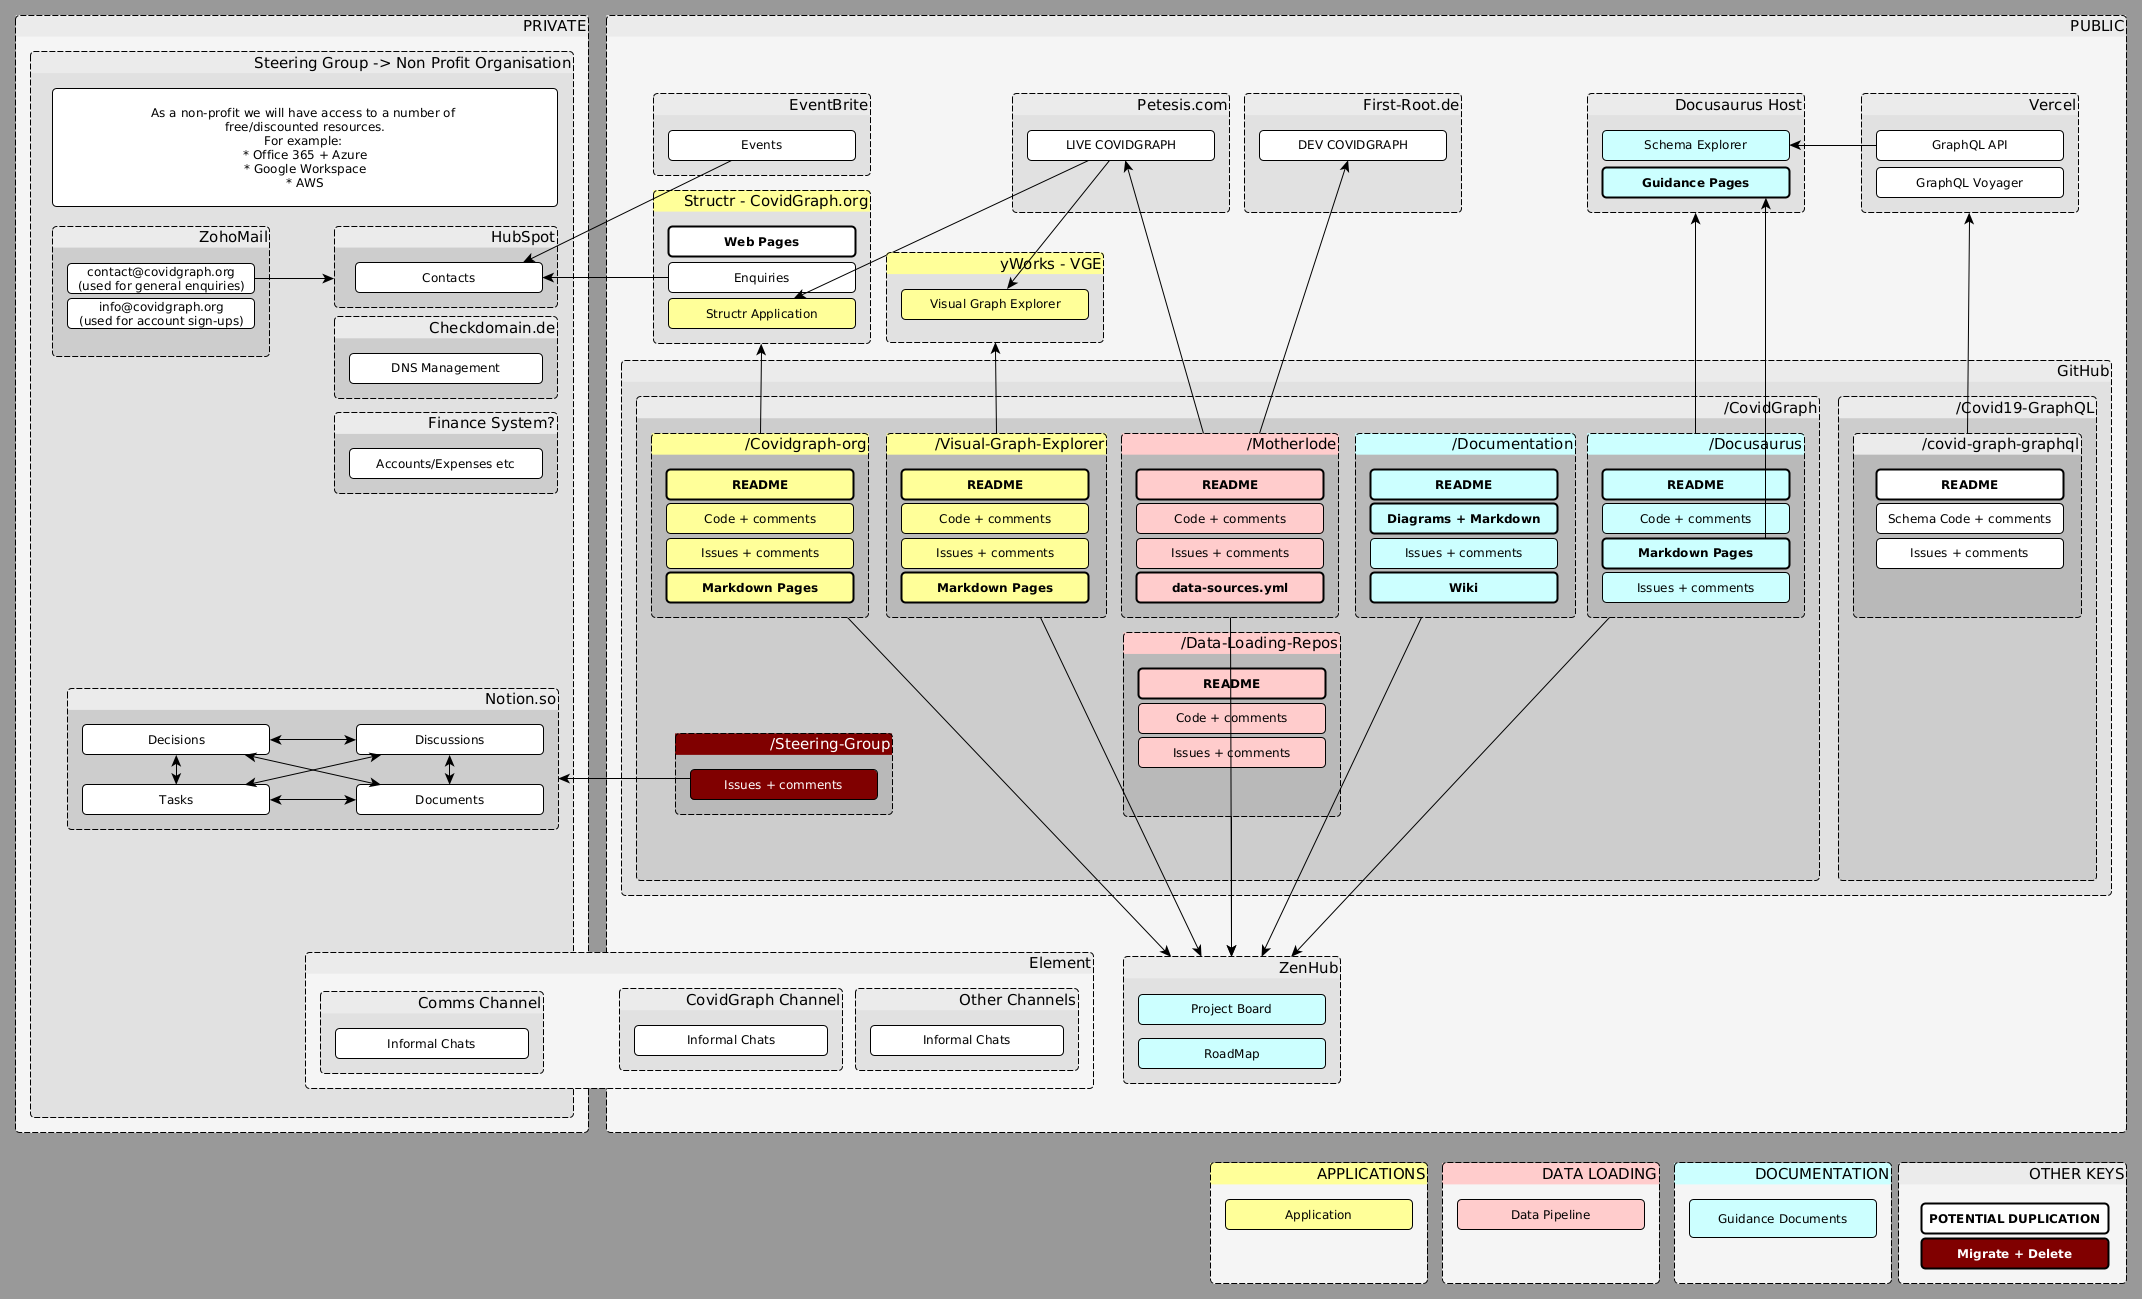 PRIVATE
Steering Group -> Non Profit Organisation
As a non-profit we will have access to a number of
free/discounted resources.
For example:
* Office 365 + Azure
* Google Workspace
* AWS
ZohoMail
contact@covidgraph.org
(used for general enquiries)
info@covidgraph.org
(used for account sign-ups)
HubSpot
Contacts
Checkdomain.de
DNS Management
Finance System?
Accounts/Expenses etc
Notion.so
Decisions
Discussions
Tasks
Documents
PUBLIC
EventBrite
Events
Structr - CovidGraph.org
Web Pages
Enquiries
Structr Application
Petesis.com
LIVE COVIDGRAPH
First-Root.de
DEV COVIDGRAPH
yWorks - VGE
Visual Graph Explorer
Docusaurus Host
Schema Explorer
Guidance Pages
Vercel
GraphQL API
GraphQL Voyager
GitHub
/CovidGraph
/Covidgraph-org
README
Code + comments
Issues + comments
Markdown Pages
/Visual-Graph-Explorer
README
Code + comments
Issues + comments
Markdown Pages
/Motherlode
README
Code + comments
Issues + comments
data-sources.yml
/Documentation
README
Diagrams + Markdown
Issues + comments
Wiki
/Docusaurus
README
Code + comments
Markdown Pages
Issues + comments
/Covid19-GraphQL
/covid-graph-graphql
README
Schema Code + comments
Issues + comments
/Data-Loading-Repos
README
Code + comments
Issues + comments
/Steering-Group
Issues + comments
Element
Comms Channel
Informal Chats
CovidGraph Channel
Informal Chats
Other Channels
Informal Chats
ZenHub
Project Board
RoadMap
APPLICATIONS
Application
DATA LOADING
Data Pipeline
DOCUMENTATION
Guidance Documents
OTHER KEYS
POTENTIAL DUPLICATION
Migrate + Delete